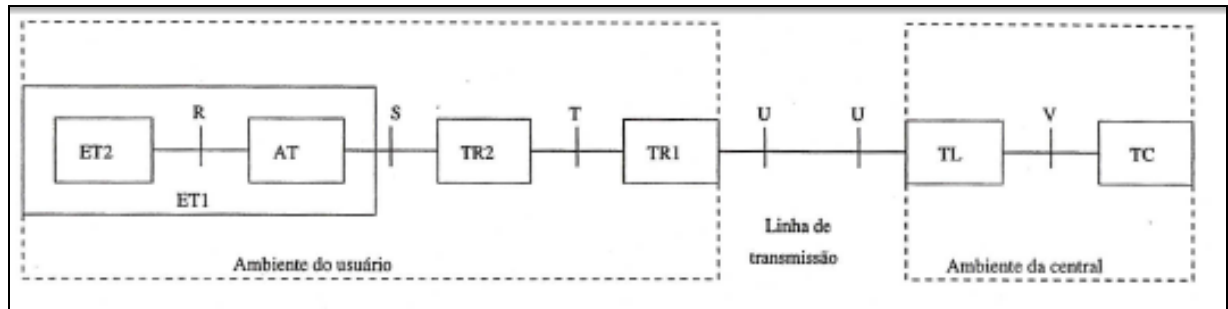 R
S
T
U
U
V
ET2
AT
TR2
TR1
TL
TC
ET1
Linha de
transmissão
Ambiente do usuário
Ambiente da central